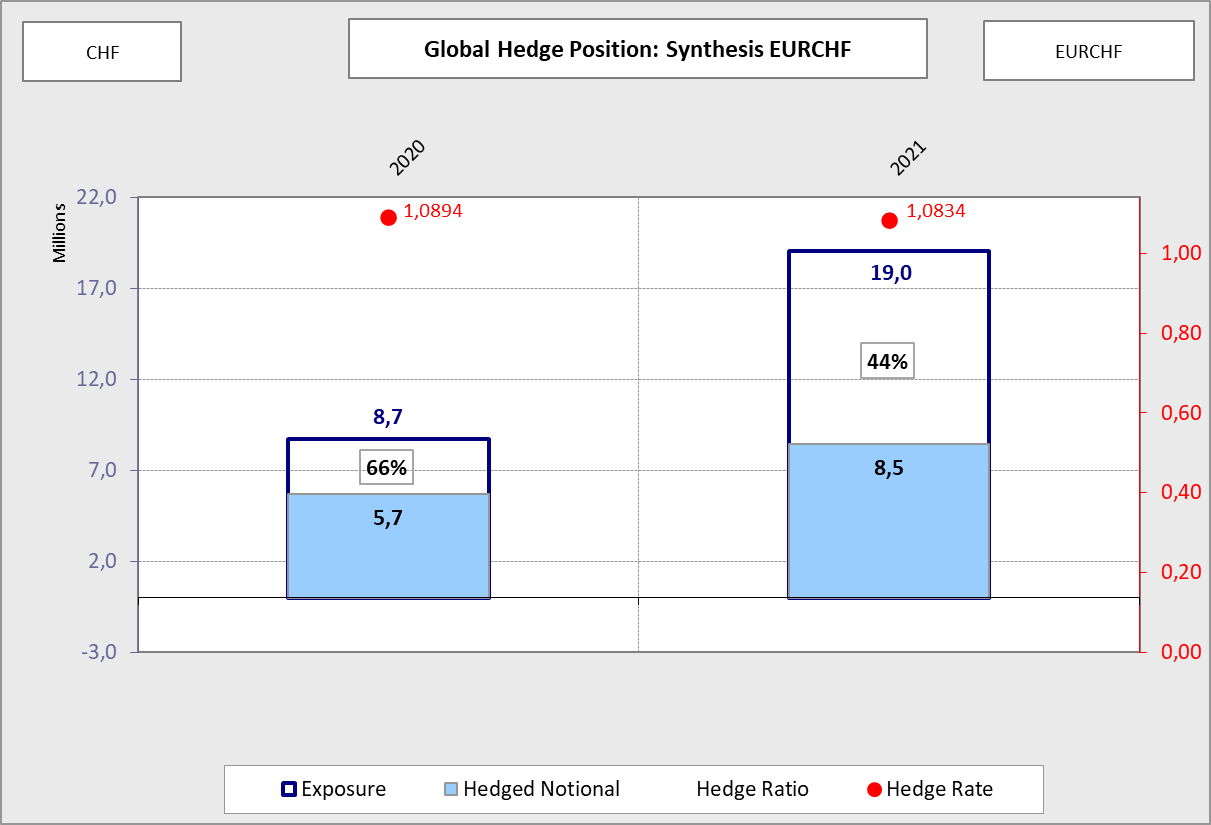 CHF
Global Hedge Position: Synthesis EURCHF
EURCHF
2020
2021
Millions
22,0
17,0
12,0
7,0
2,0
-3,0
1,0894
1,0834
8,7
66%
5,7
19,0
44%
8,5
1,00
0,80
0,60
0,40
0,20
0,00
Exposure
Hedged Notional
Hedge Ratio
Hedge Rate